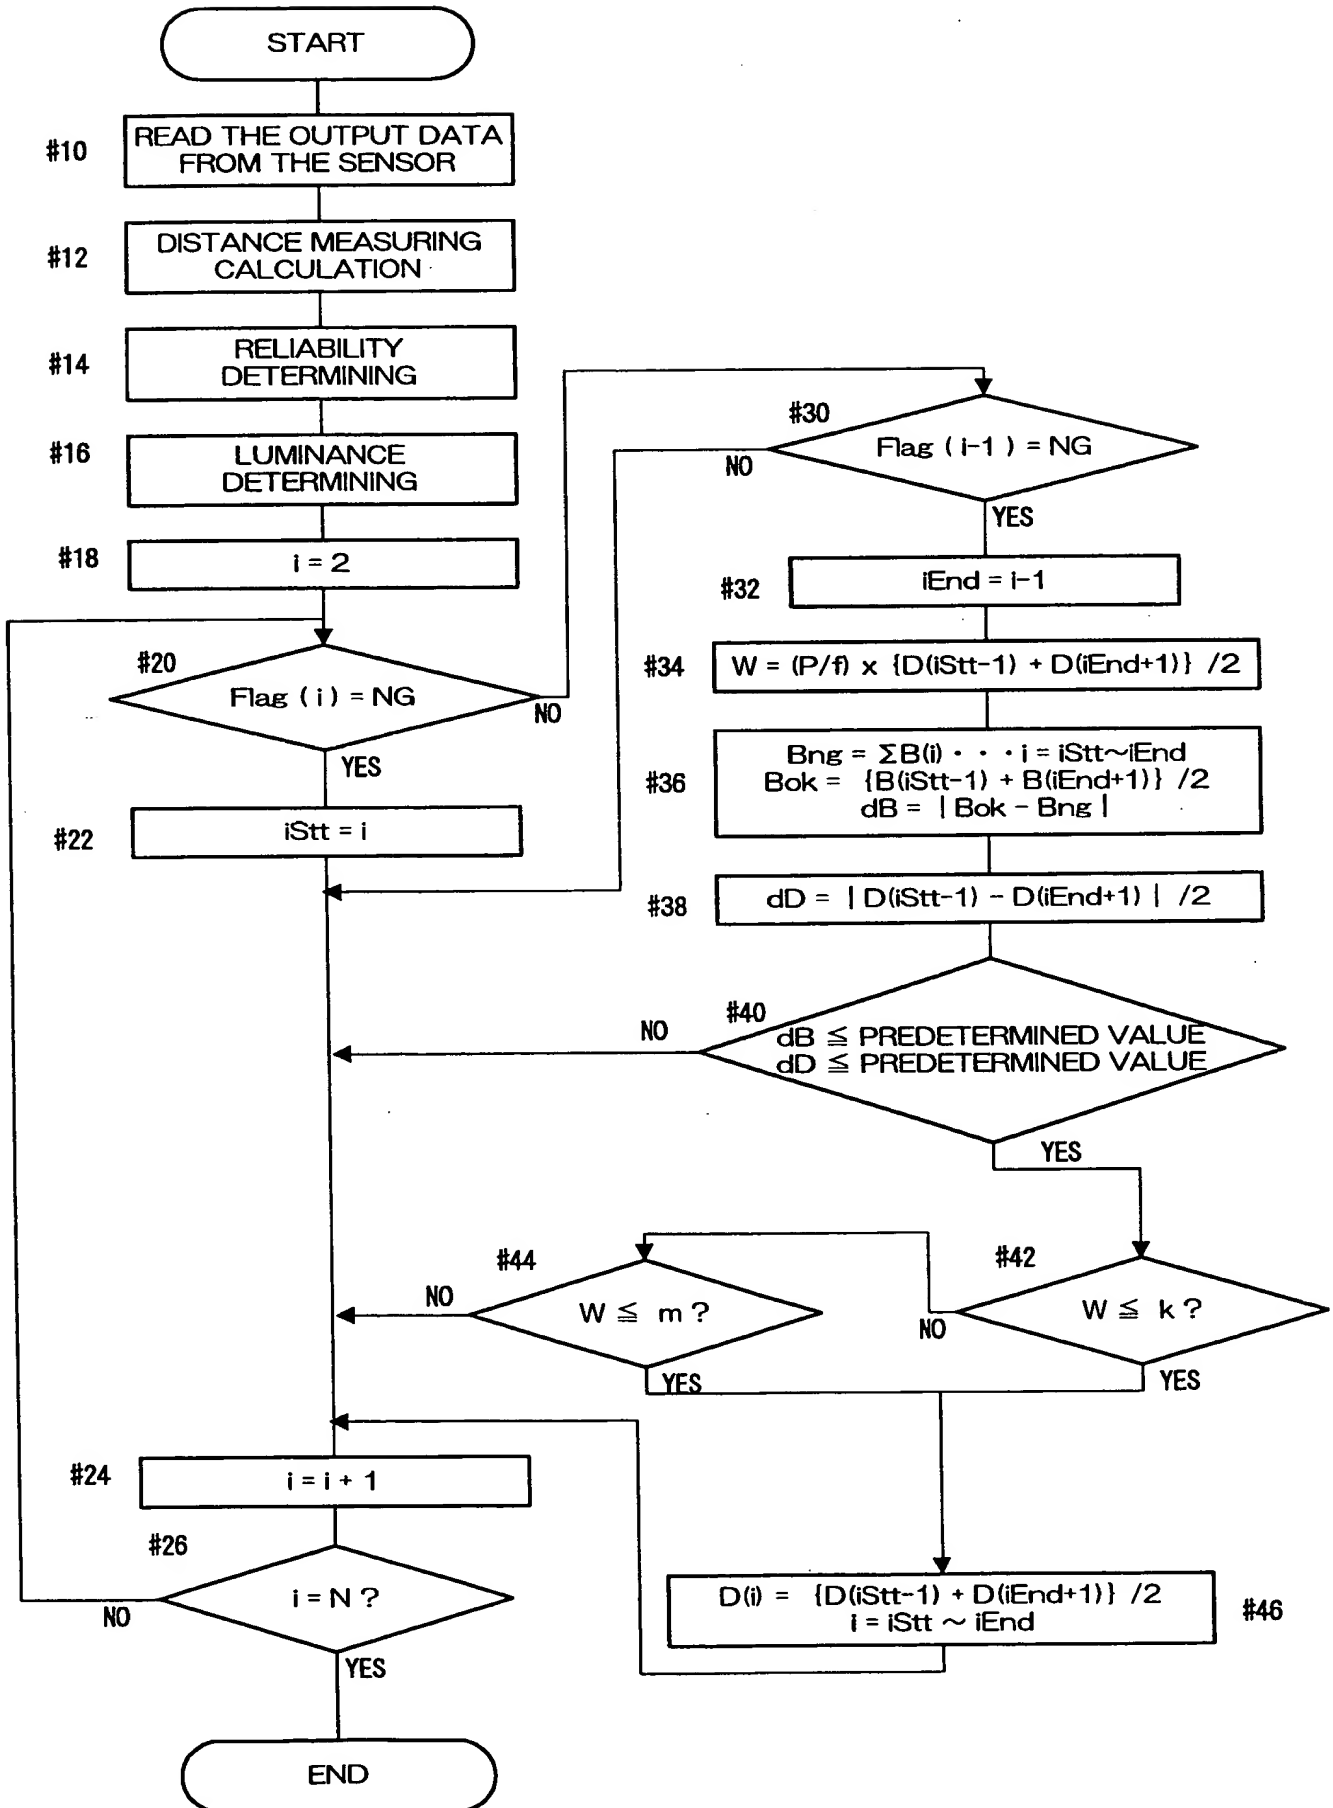 START
#10
READ THE OUTPUT DATA
FROM THE SENSOR
#12
DISTANCE MEASURING
CALCULATION
#14
RELIABILITY
DETERMINING
#16
LUMINANCE
DETERMINING
#18
i = 2
#20
Flag ( i ) = NG
NO
YES
#22
iStt = i
#30
Flag ( i-1 ) = NG
NO
YES
#32
iEnd = i-1
#34
W = (P/f) x {D(iStt-1) + D(iEnd+1)} /2
#36
Bng = ΣB(i) · · · i = iStt~iEnd
Bok = {B(iStt-1) + B(iEnd+1)} /2
dB = | Bok - Bng |
#38
dD = | D(iStt-1) - D(iEnd+1) | /2
#40
dB ≦ PREDETERMINED VALUE
dD ≦ PREDETERMINED VALUE
NO
YES
#42
W ≦ k ?
NO
YES
#44
W ≦ m ?
NO
YES
#46
D(i) = {D(iStt-1) + D(iEnd+1)} /2
i = iStt ~ iEnd
#24
i = i + 1
#26
i = N ?
NO
YES
END